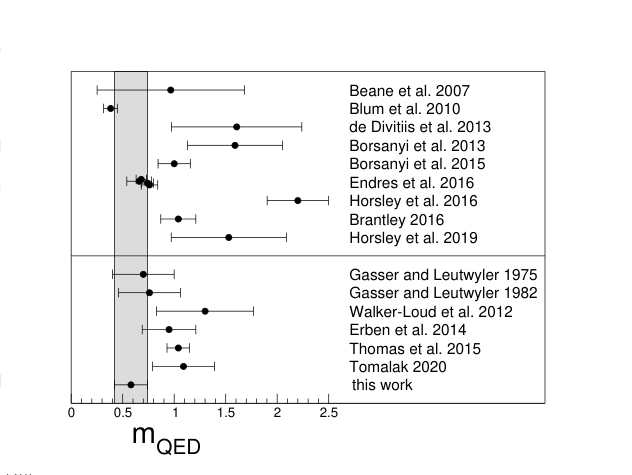 Beane et al. 2007
Blum et al. 2010
de Divitiis et al. 2013
Borsanyi et al. 2013
Borsanyi et al. 2015
Endres et al. 2016
Horsley et al. 2016
Brantley 2016
Horsley et al. 2019
Gasser and Leutwyler 1975
Gasser and Leutwyler 1982
Walker-Loud et al. 2012
Erben et al. 2014
Thomas et al. 2015
Tomalak 2020
this work
0 0.5 1 1.5 2 2.5
mQED